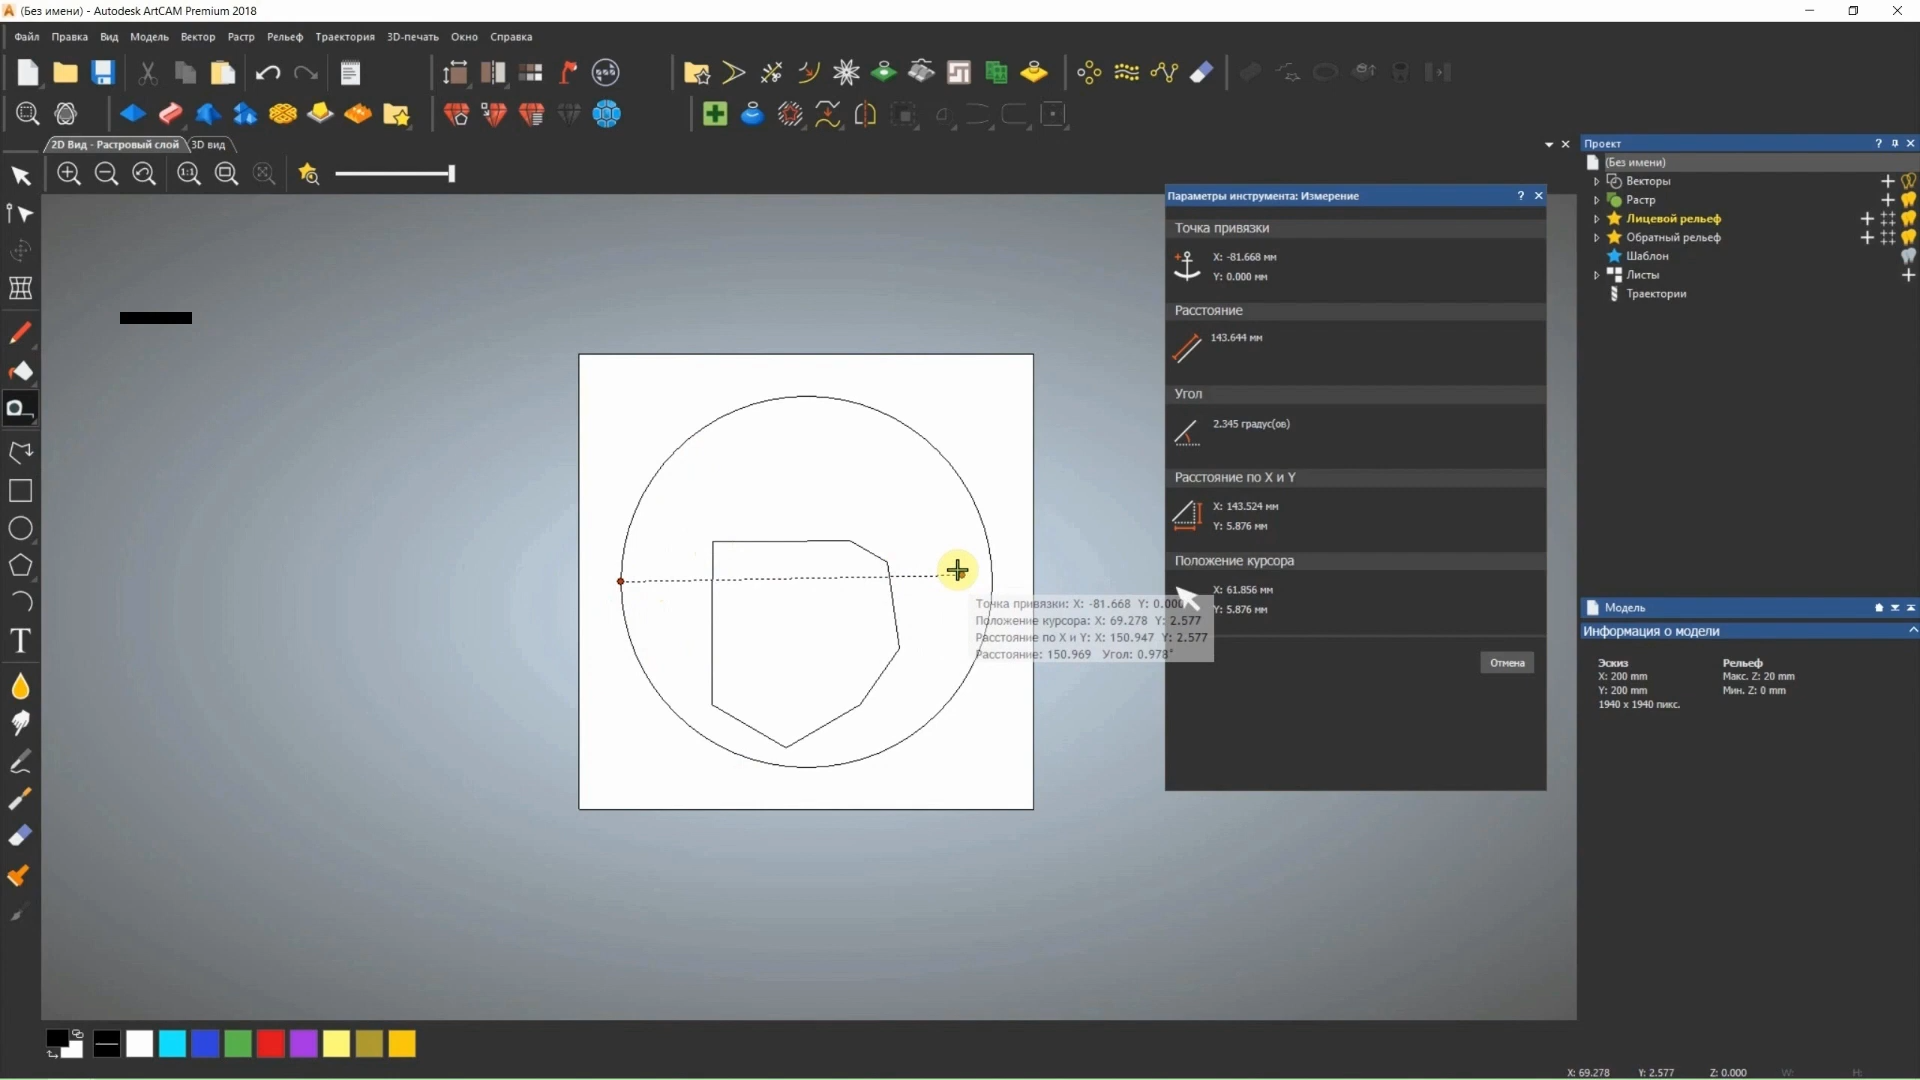 (Без имени) - Autodesk ArtCAM Premium 2018
Файл Правка Вид Модель Вектор Растр Рельеф Траектория 3D-печать Окно Справка
2D Вид - Растровый слой 3D вид
1:1
Параметры инструмента: Измерение ?
Точка привязки
X: -81.668 мм
Y: 0.000 мм
Расстояние
143.644 мм
Угол
2.345 градус(ов)
Расстояние по X и Y
X: 143.524 мм
Y: 5.876 мм
Положение курсора
X: 61.856 мм
Y: 5.876 мм
Отмена
Точка привязки: X: -81.668 Y: 0.000
Положение курсора: X: 69.278 Y: 2.577
Расстояние по X и Y: X: 150.947 Y: 2.577
Расстояние: 150.969 Угол: 0.978°
Проект ?
(Без имени)
Векторы
Растр
Лицевой рельеф
Обратный рельеф
Шаблон
Листы
Траектории
Модель
Информация о модели
Эскиз Рельеф
X: 200 mm Макс. Z: 20 mm
Y: 200 mm Мин. Z: 0 mm
1940 x 1940 пикс.
T
X: 69.278 Y: 2.577 Z: 0.000 W: H: